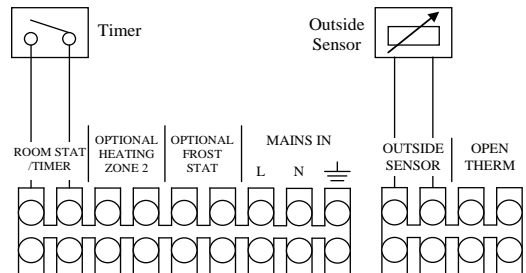 Timer
Outside
Sensor
ROOM STAT
/TIMER
OPTIONAL
HEATING
ZONE 2
OPTIONAL
FROST
STAT
MAINS IN
L N
OUTSIDE
SENSOR
OPEN
THERM